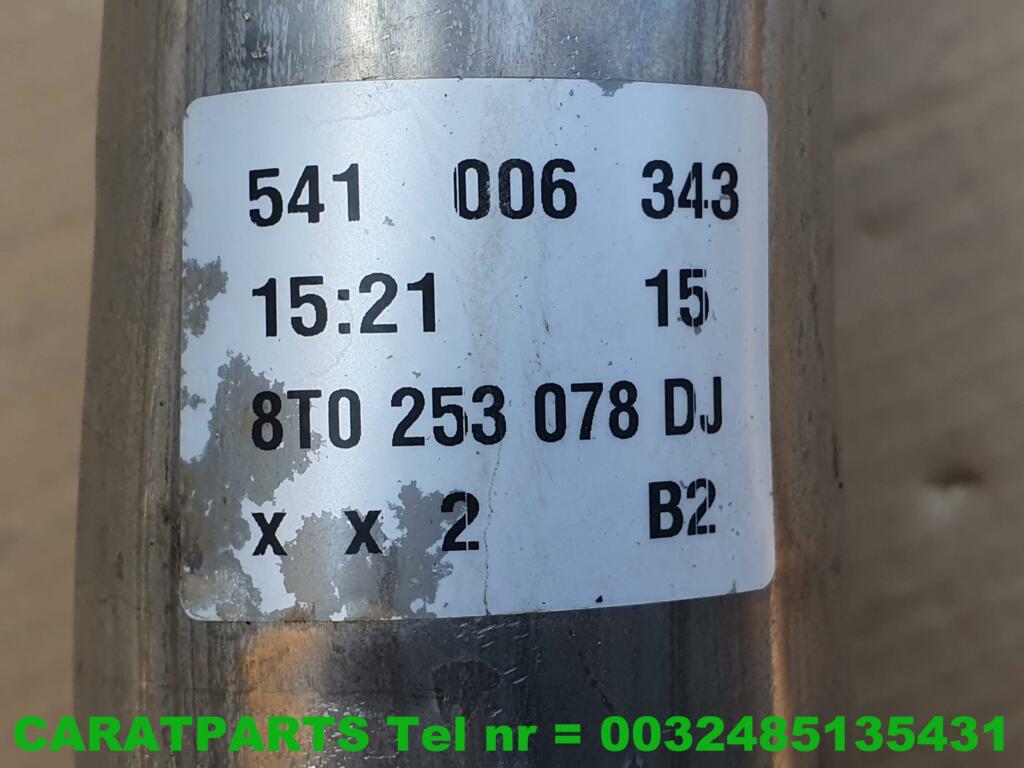 541 006 343
15:21 15
8T0 253 078 DJ
x x 2 B2
CARATPARTS Tel nr = 0032485135431